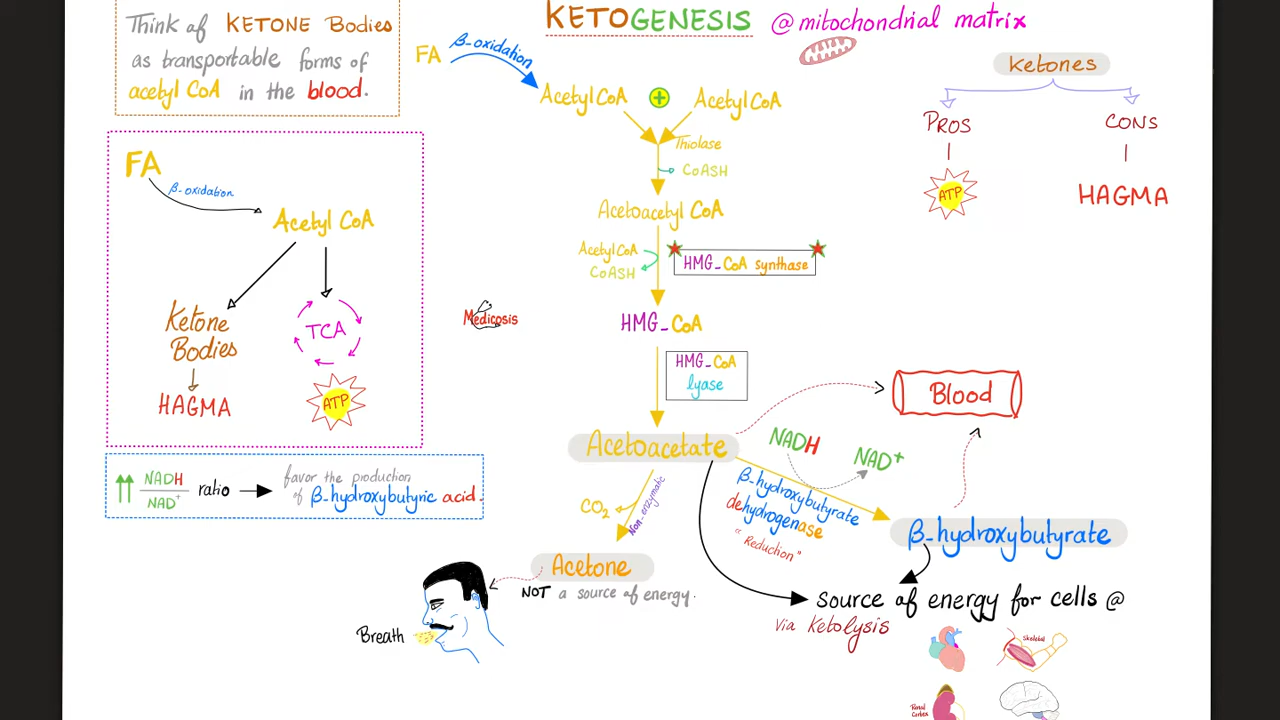 KETOGENESIS @ mitochondrial matrix
Think of KETONE Bodies
as transportable forms of
acetyl CoA in the blood.
FA
β-oxidation
Acetyl CoA
Ketone
Bodies
HAGMA
TCA
ATP
NADH
NAD+
ratio
favor the production
of β-hydroxybutyric acid.
FA
β-oxidation
Acetyl CoA + Acetyl CoA
Thiolase
CoASH
Acetoacetyl CoA
Acetyl CoA
CoASH
HMG-CoA synthase
HMG-CoA
HMG-CoA
lyase
Acetoacetate
CO2
Non-enzymatic
Acetone
NOT a source of energy.
Breath
Medicosis
NADH
NAD+
β-hydroxybutyrate
dehydrogenase
"Reduction"
Blood
β-hydroxybutyrate
source of energy for cells @
via Ketolysis
Skeletal
Renal
Cortex
Ketones
PROS
ATP
CONS
HAGMA